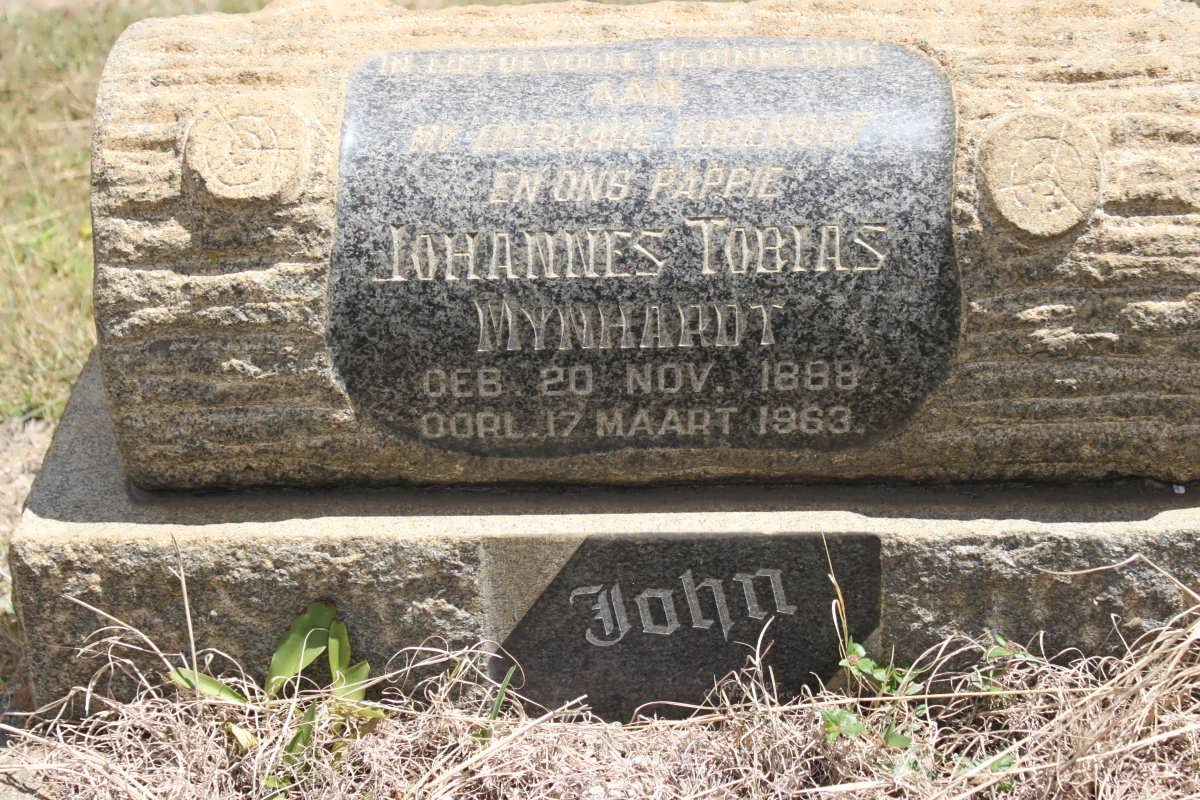 IN LIEFDEVOLLE HERINNERING
AAN
MY DIERBARE EGGENOOT
EN ONS PAPPIE
JOHANNES TOBIAS
MYNHARDT
GEB. 20 NOV. 1888
OORL. 17 MAART 1963.
John